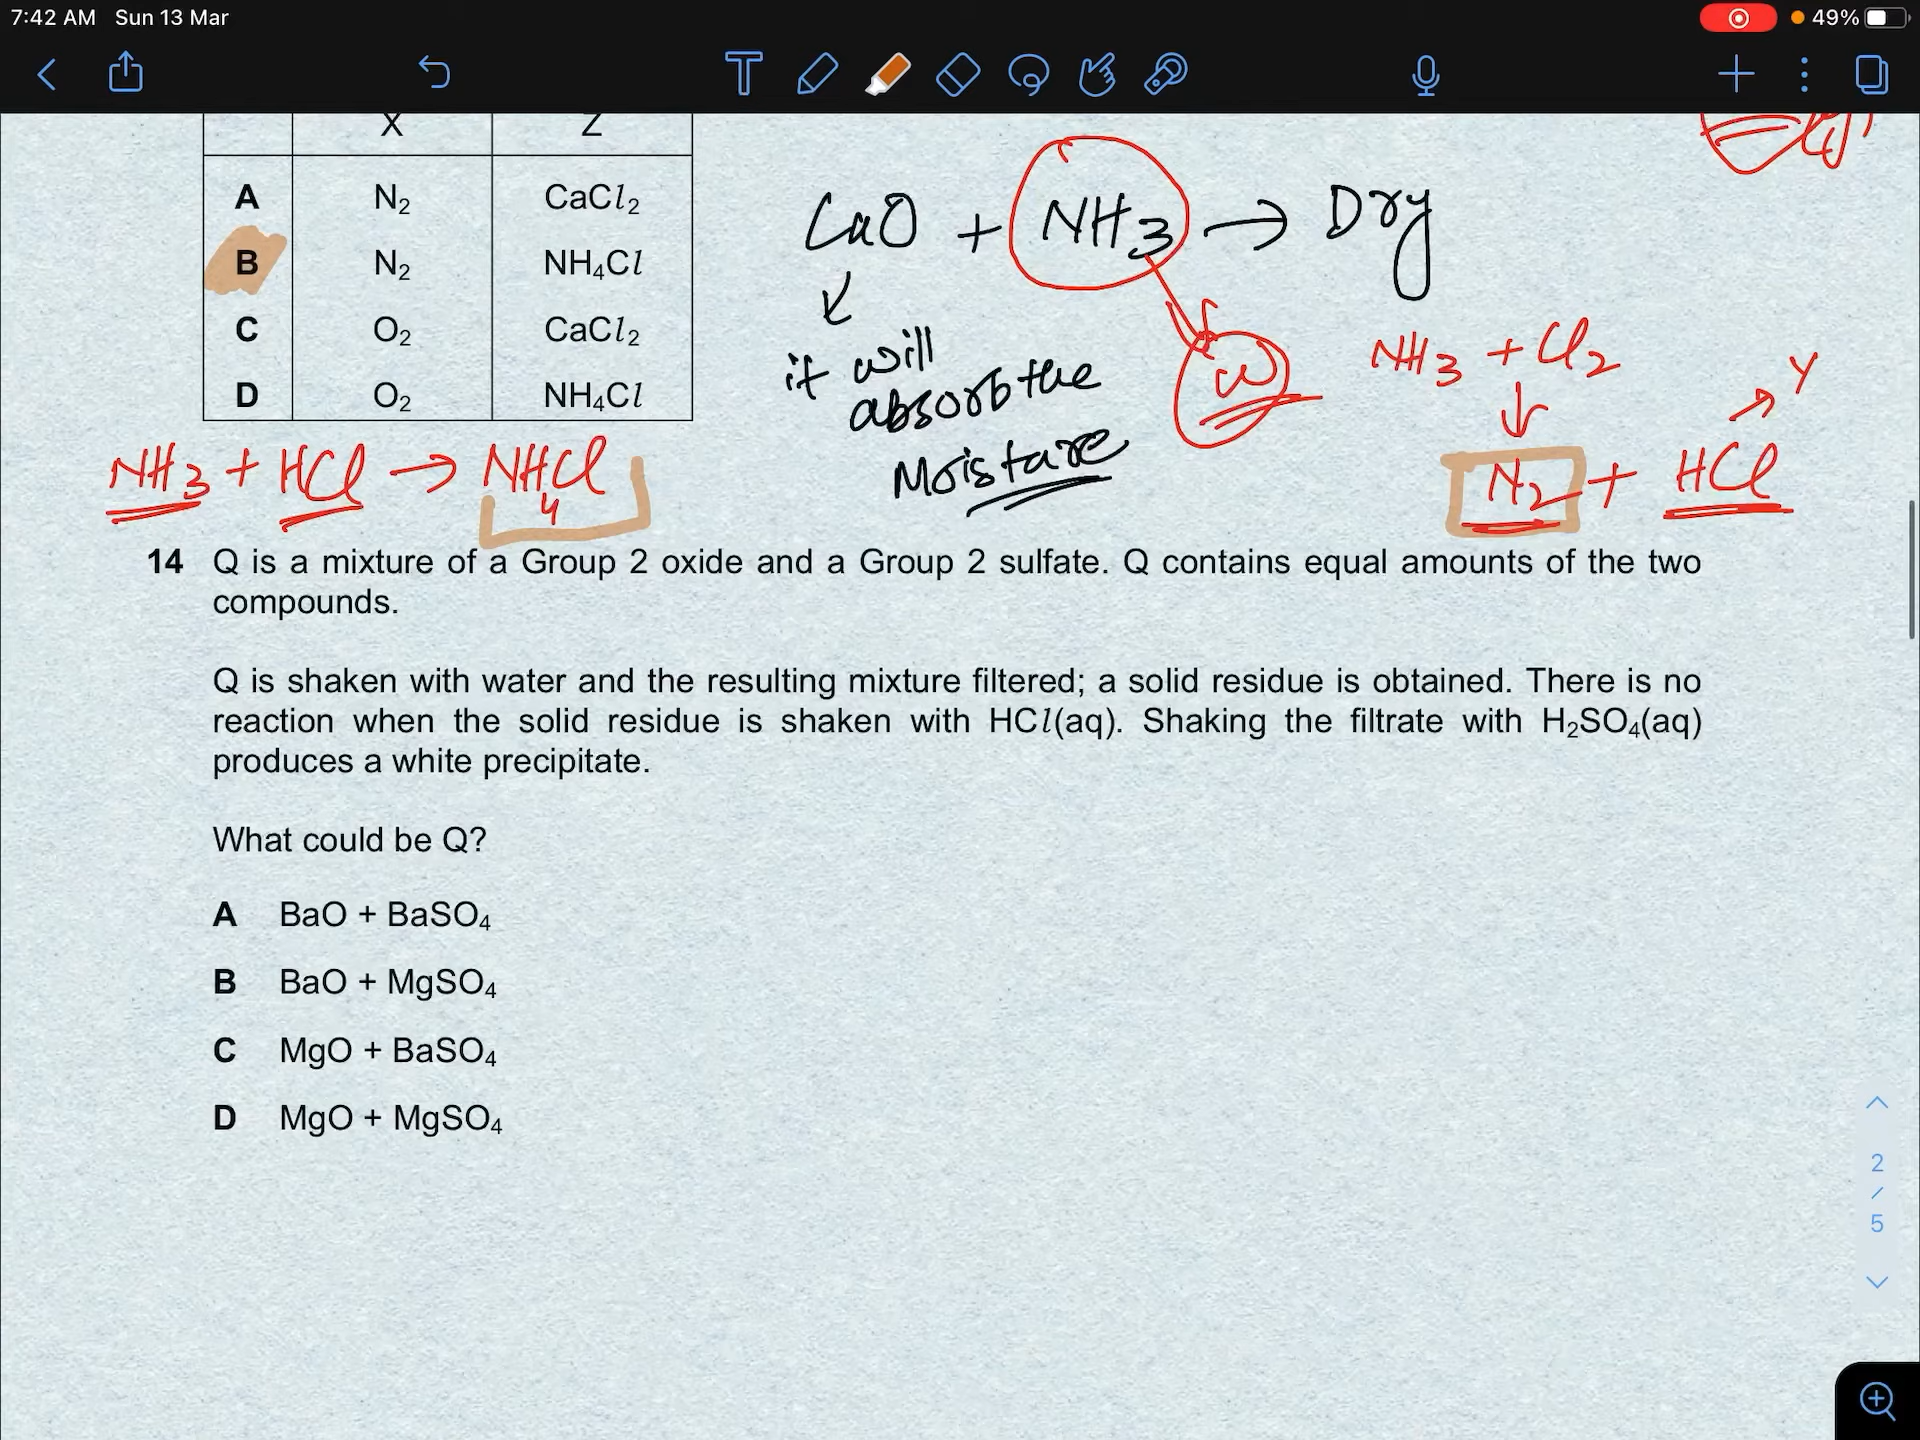 7:42 AM Sun 13 Mar
49%
X Z
A N₂ CaCl₂
B N₂ NH₄Cl
C O₂ CaCl₂
D O₂ NH₄Cl
CaO + NH₃ → Dry
it will
absorb the
Moisture
W
NH₃ + Cl₂
Y
N₂ + HCl
NH₃ + HCl → NH₄Cl
14 Q is a mixture of a Group 2 oxide and a Group 2 sulfate. Q contains equal amounts of the two
compounds.
Q is shaken with water and the resulting mixture filtered; a solid residue is obtained. There is no
reaction when the solid residue is shaken with HCl(aq). Shaking the filtrate with H₂SO₄(aq)
produces a white precipitate.
What could be Q?
A BaO + BaSO₄
B BaO + MgSO₄
C MgO + BaSO₄
D MgO + MgSO₄
2
/
5